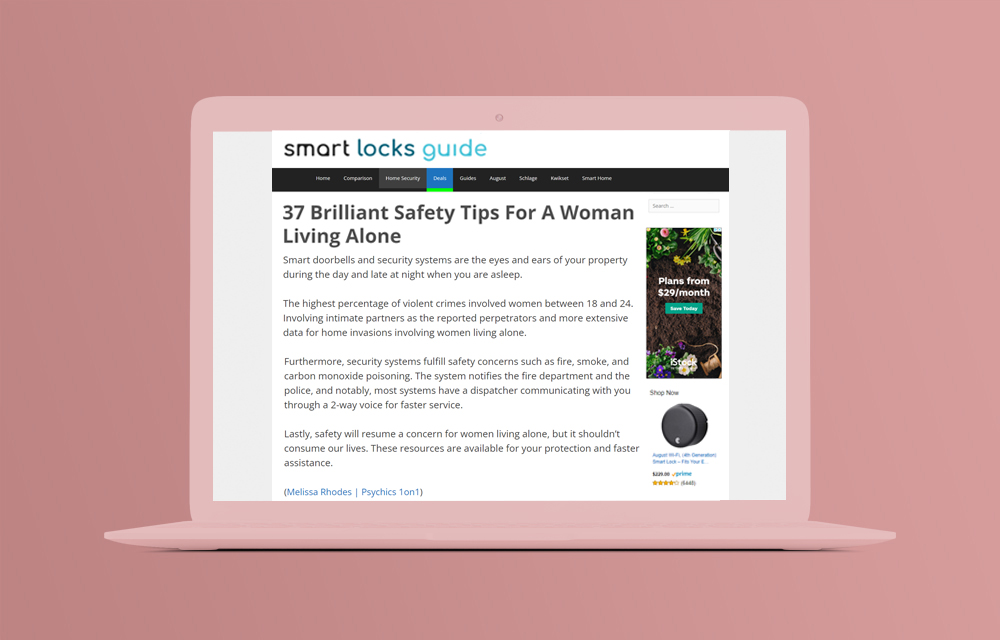 smart locks guide
Home Comparison Home Security Deals Guides August Schlage Kwikset Smart Home
37 Brilliant Safety Tips For A Woman
Living Alone
Smart doorbells and security systems are the eyes and ears of your property
during the day and late at night when you are asleep.
The highest percentage of violent crimes involved women between 18 and 24.
Involving intimate partners as the reported perpetrators and more extensive
data for home invasions involving women living alone.
Furthermore, security systems fulfill safety concerns such as fire, smoke, and
carbon monoxide poisoning. The system notifies the fire department and the
police, and notably, most systems have a dispatcher communicating with you
through a 2-way voice for faster service.
Lastly, safety will resume a concern for women living alone, but it shouldn't
consume our lives. These resources are available for your protection and faster
assistance.
(Melissa Rhodes | Psychics 1on1)
Search ...
Plans from
$29/month
Save Today
iStock
Shop Now
August Wi-Fi, (4th Generation)
Smart Lock – Fits Your E...
$229.00 prime
(6448)